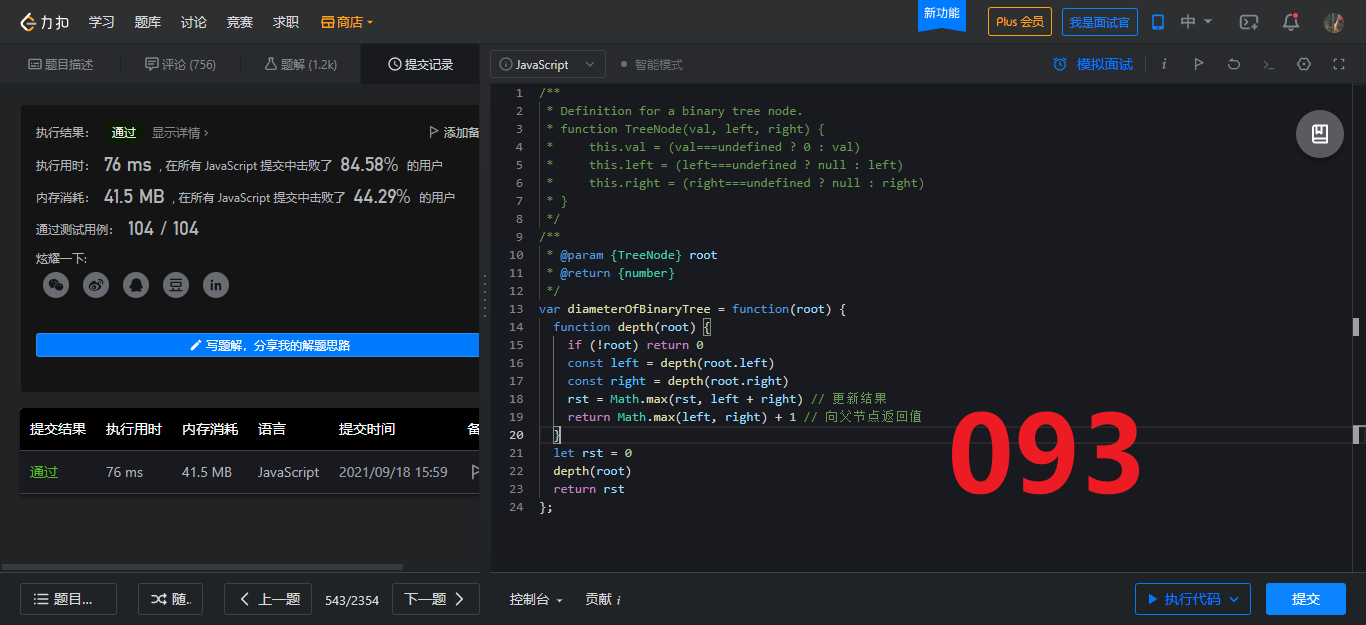 力扣 学习 题库 讨论 竞赛 求职 商店 新功能 Plus 会员 我是面试官 中
题目描述 评论 (756) 题解 (1.2k) 提交记录
JavaScript 智能模式 模拟面试 i
执行结果： 通过 显示详情 › 添加备
执行用时： 76 ms , 在所有 JavaScript 提交中击败了 84.58% 的用户
内存消耗： 41.5 MB , 在所有 JavaScript 提交中击败了 44.29% 的用户
通过测试用例： 104 / 104
炫耀一下:
豆 in
写题解，分享我的解题思路
提交结果 执行用时 内存消耗 语言 提交时间 备
通过 76 ms 41.5 MB JavaScript 2021/09/18 15:59
1 /**
2 * Definition for a binary tree node.
3 * function TreeNode(val, left, right) {
4 *     this.val = (val===undefined ? 0 : val)
5 *     this.left = (left===undefined ? null : left)
6 *     this.right = (right===undefined ? null : right)
7 * }
8 */
9 /**
10 * @param {TreeNode} root
11 * @return {number}
12 */
13 var diameterOfBinaryTree = function(root) {
14   function depth(root) {
15     if (!root) return 0
16     const left = depth(root.left)
17     const right = depth(root.right)
18     rst = Math.max(rst, left + right) // 更新结果
19     return Math.max(left, right) + 1 // 向父节点返回值
20   }
21   let rst = 0
22   depth(root)
23   return rst
24 };
093
题目... 随.. 上一题 543/2354 下一题 控制台 贡献 i 执行代码 提交